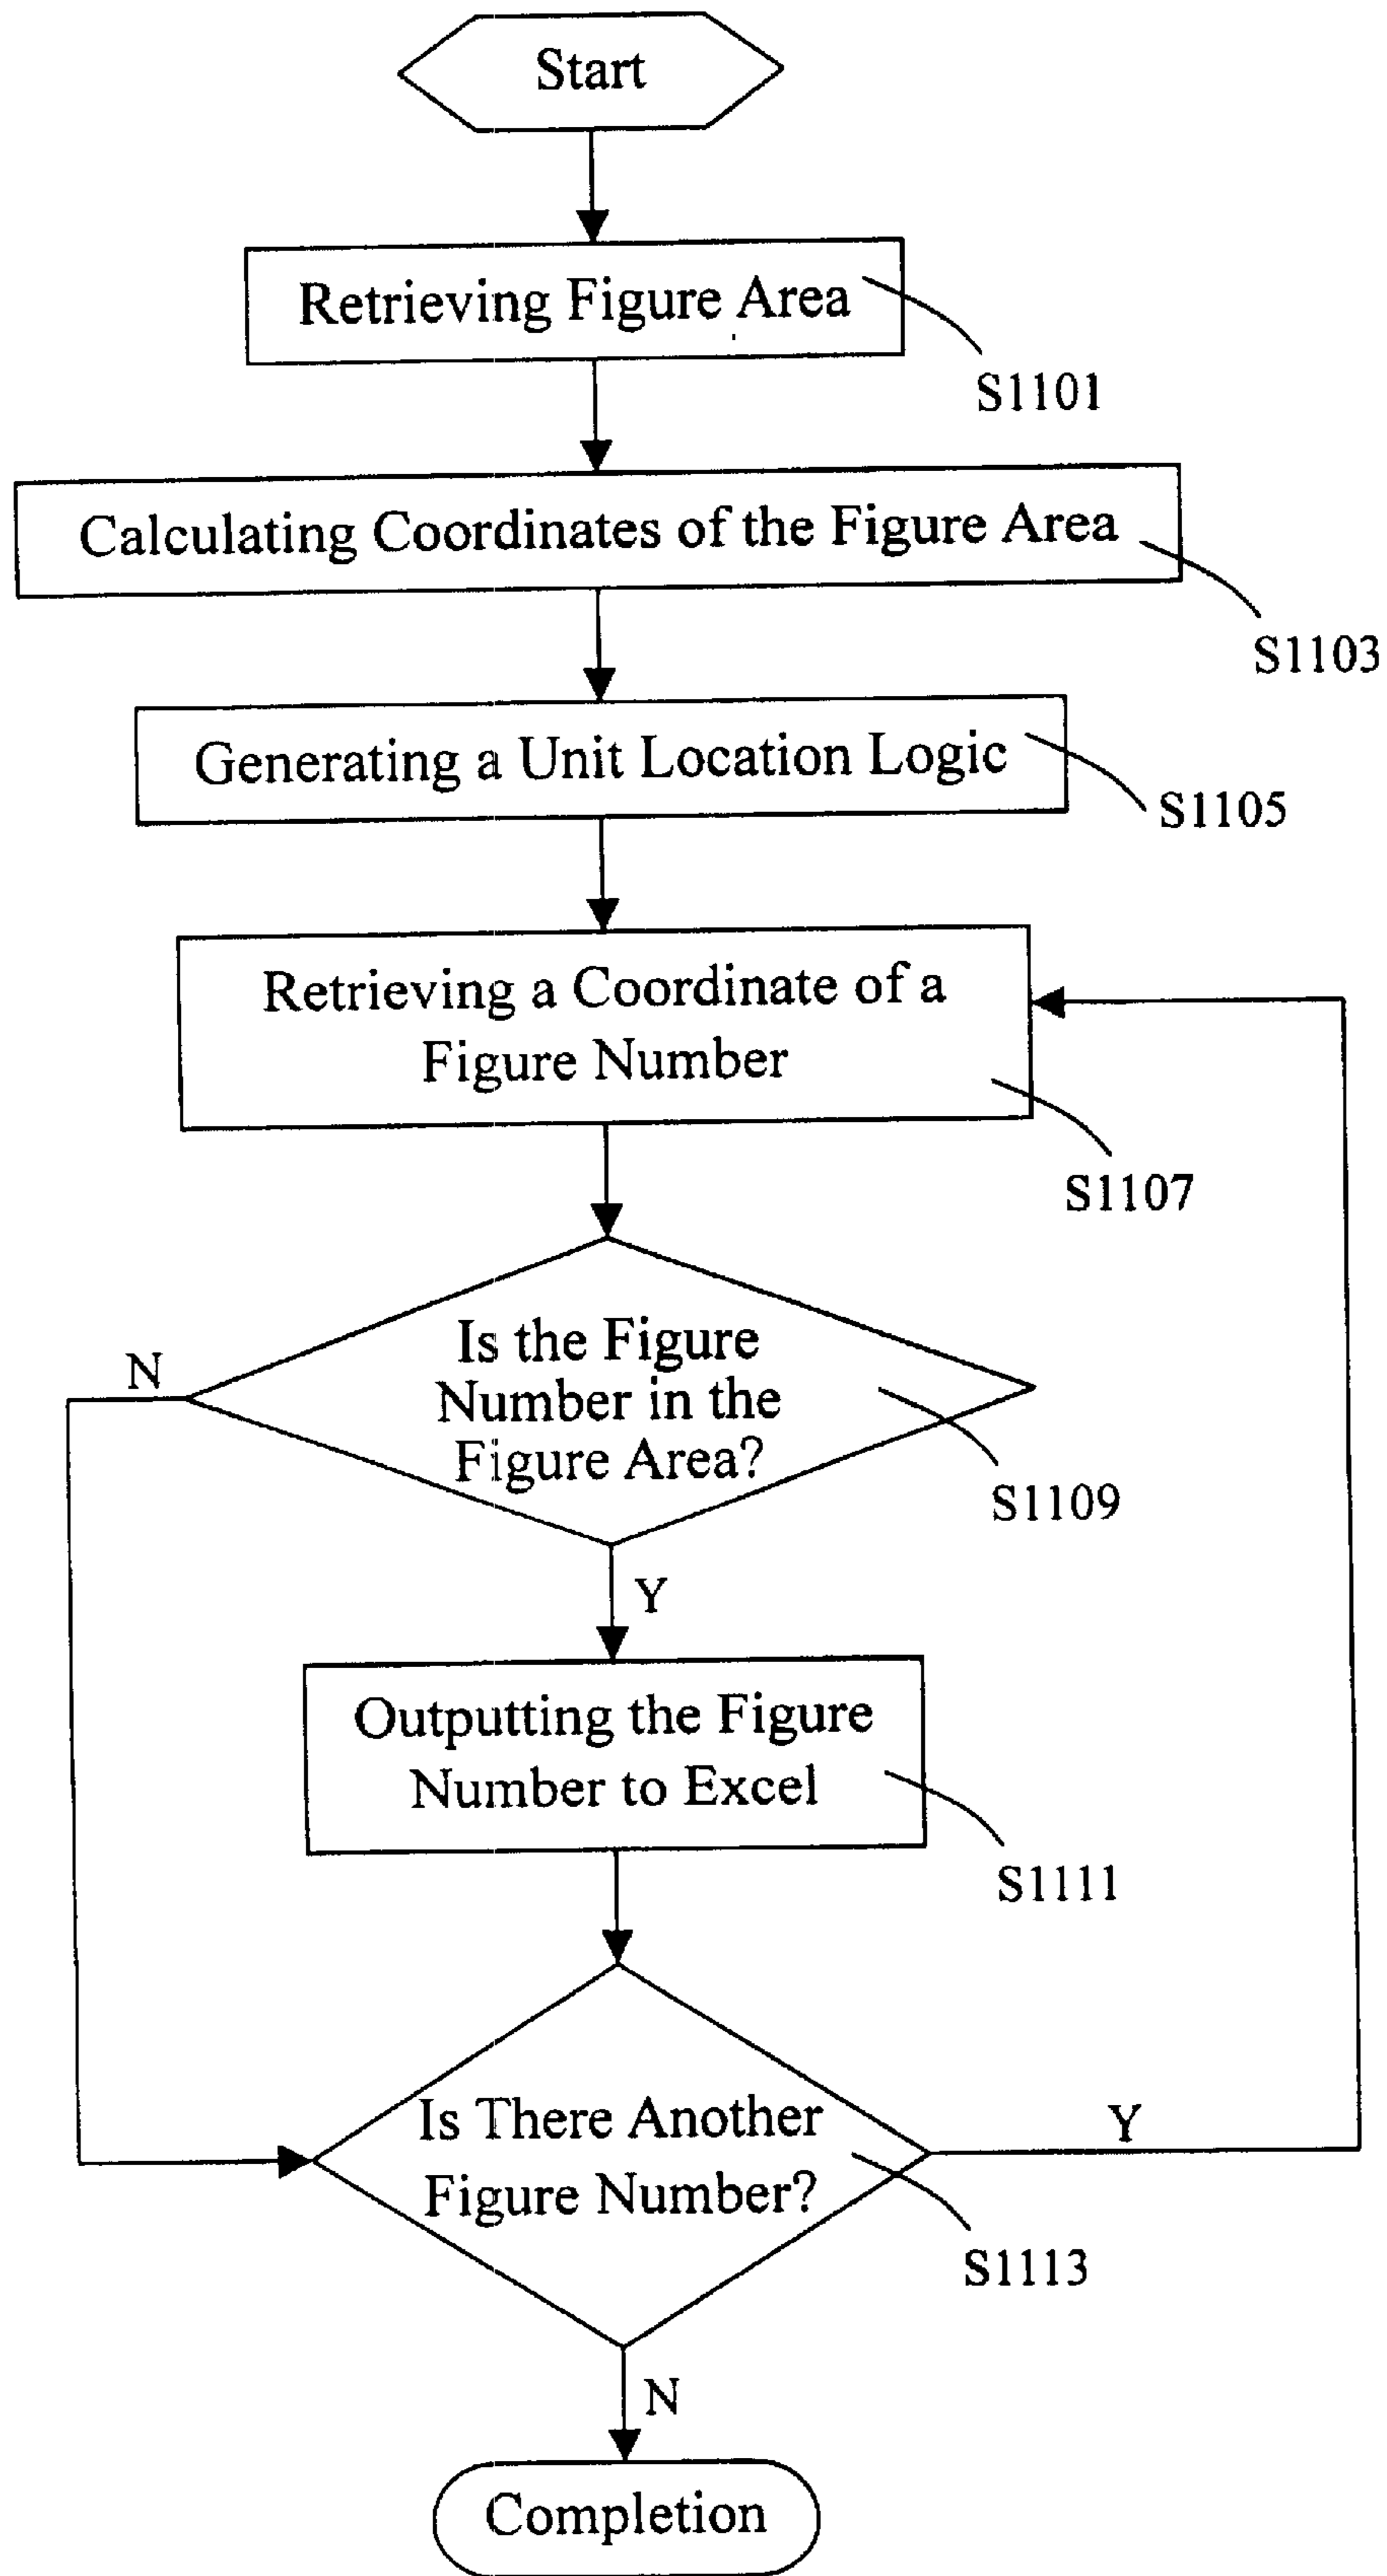 Start
Retrieving Figure Area
S1101
Calculating Coordinates of the Figure Area
S1103
Generating a Unit Location Logic
S1105
Retrieving a Coordinate of a
Figure Number
S1107
Is the Figure
Number in the
Figure Area?
N
S1109
Y
Outputting the Figure
Number to Excel
S1111
Is There Another
Figure Number?
Y
S1113
N
Completion